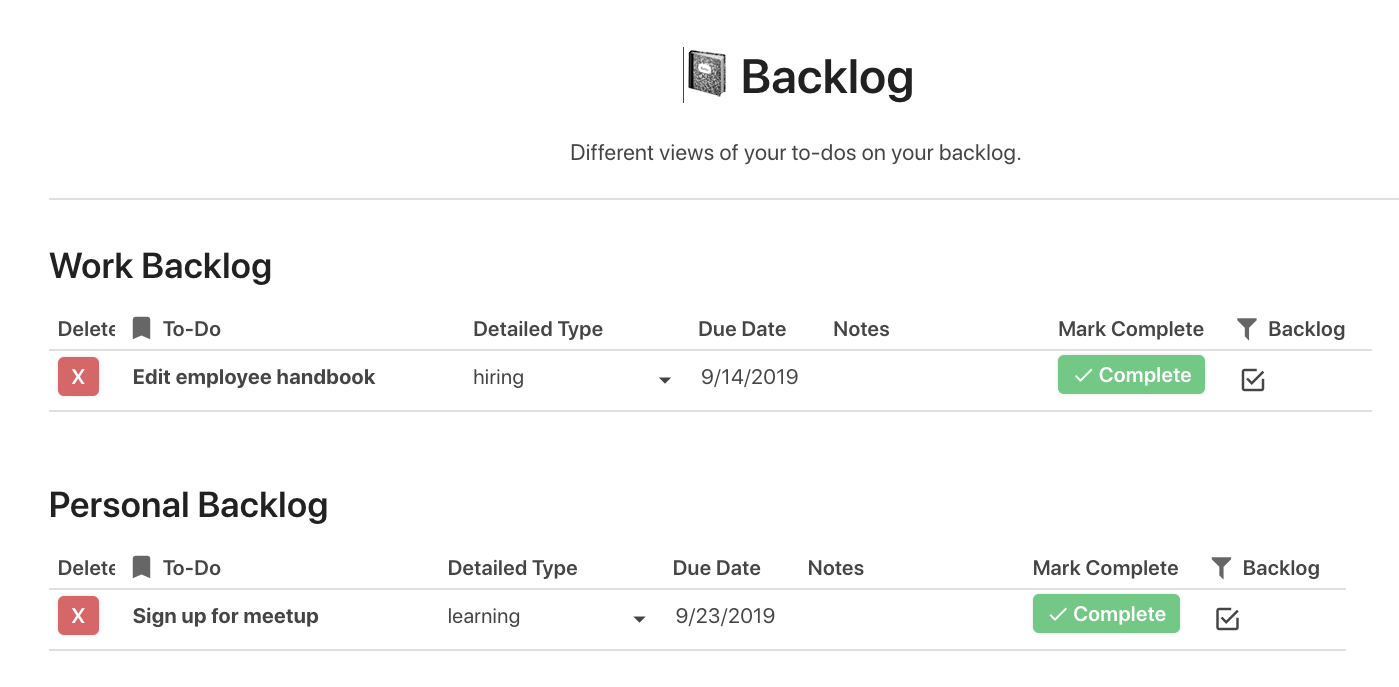 Backlog
Different views of your to-dos on your backlog.
Work Backlog
Delete To-Do Detailed Type Due Date Notes Mark Complete Backlog
X Edit employee handbook hiring 9/14/2019 Complete
Personal Backlog
Delete To-Do Detailed Type Due Date Notes Mark Complete Backlog
X Sign up for meetup learning 9/23/2019 Complete